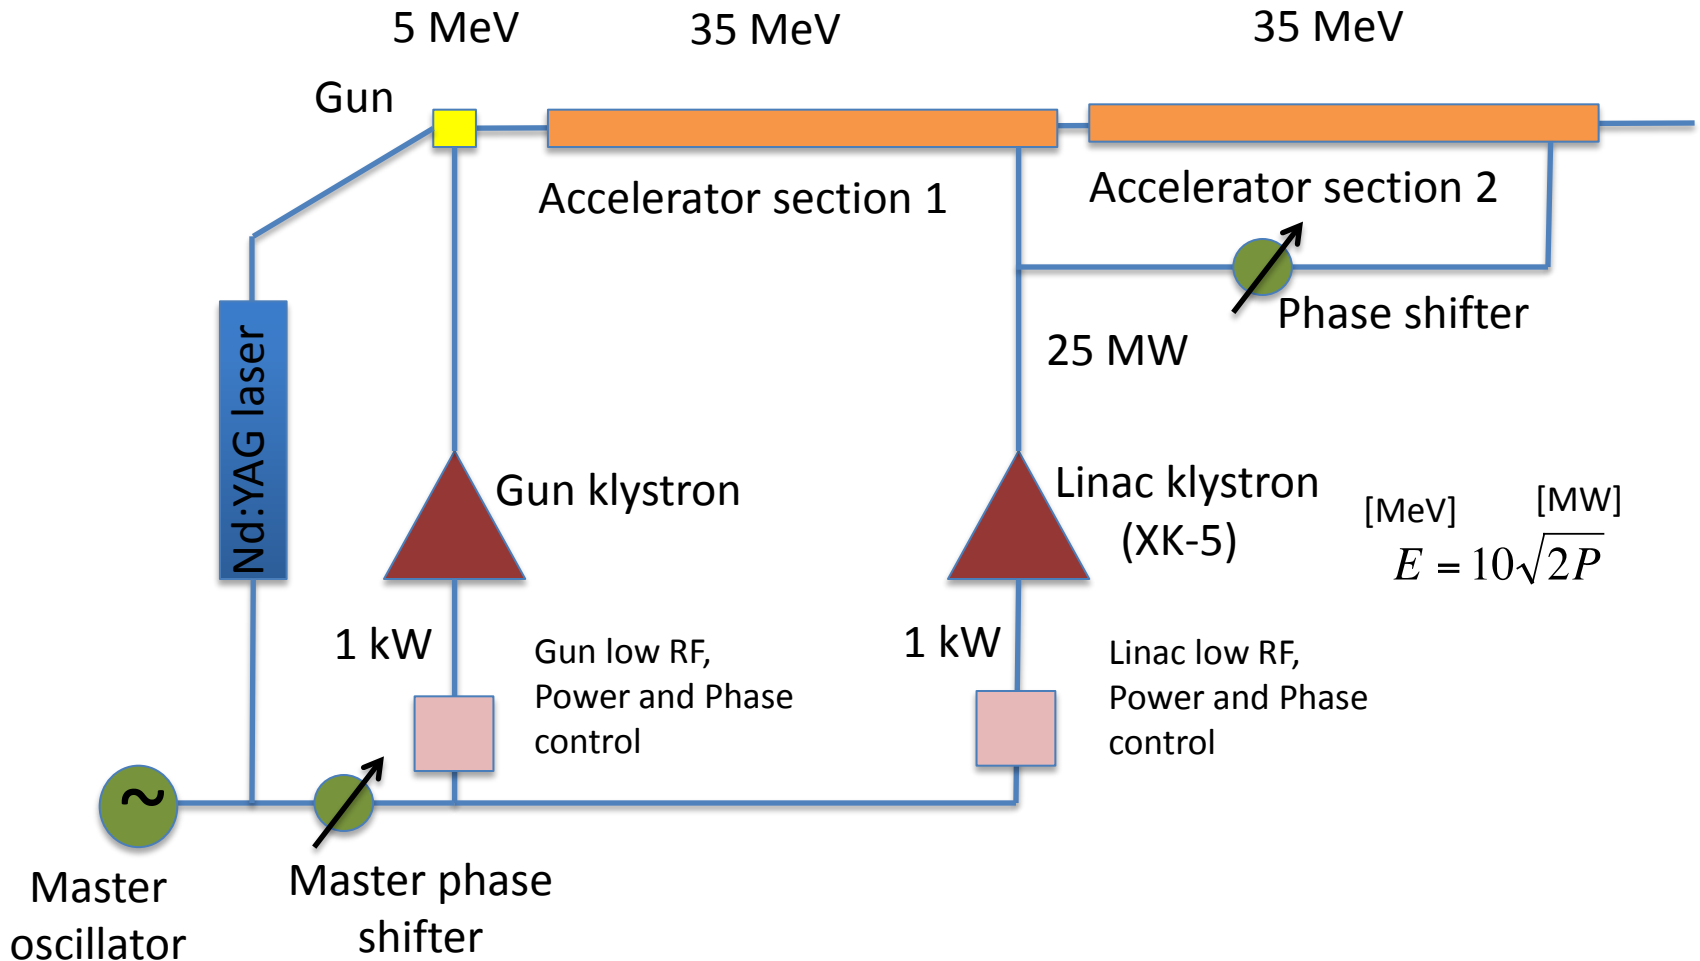 5 MeV
35 MeV
35 MeV
Gun
Accelerator section 1
Accelerator section 2
Phase shifter
25 MW
Nd:YAG laser
Gun klystron
Linac klystron
(XK-5)
[MeV]
[MW]
E = 10√2P
1 kW
Gun low RF,
Power and Phase
control
1 kW
Linac low RF,
Power and Phase
control
~
Master
oscillator
Master phase
shifter